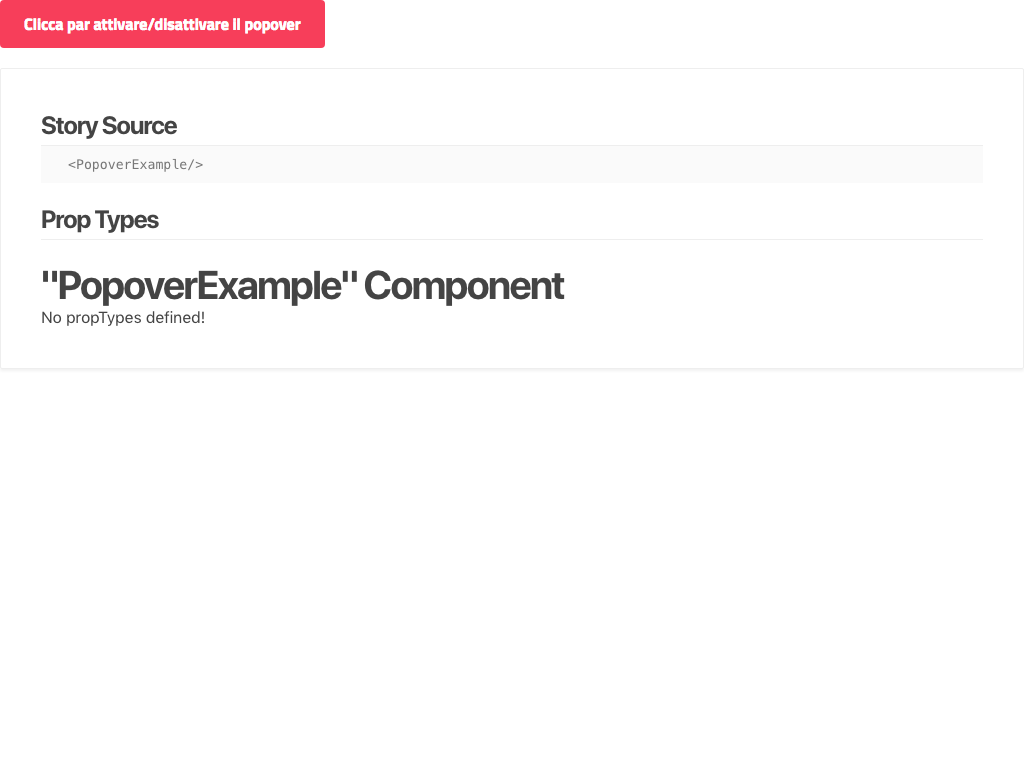 Clicca par attivare/disattivare il popover
Story Source
<PopoverExample/>
Prop Types
"PopoverExample" Component
No propTypes defined!